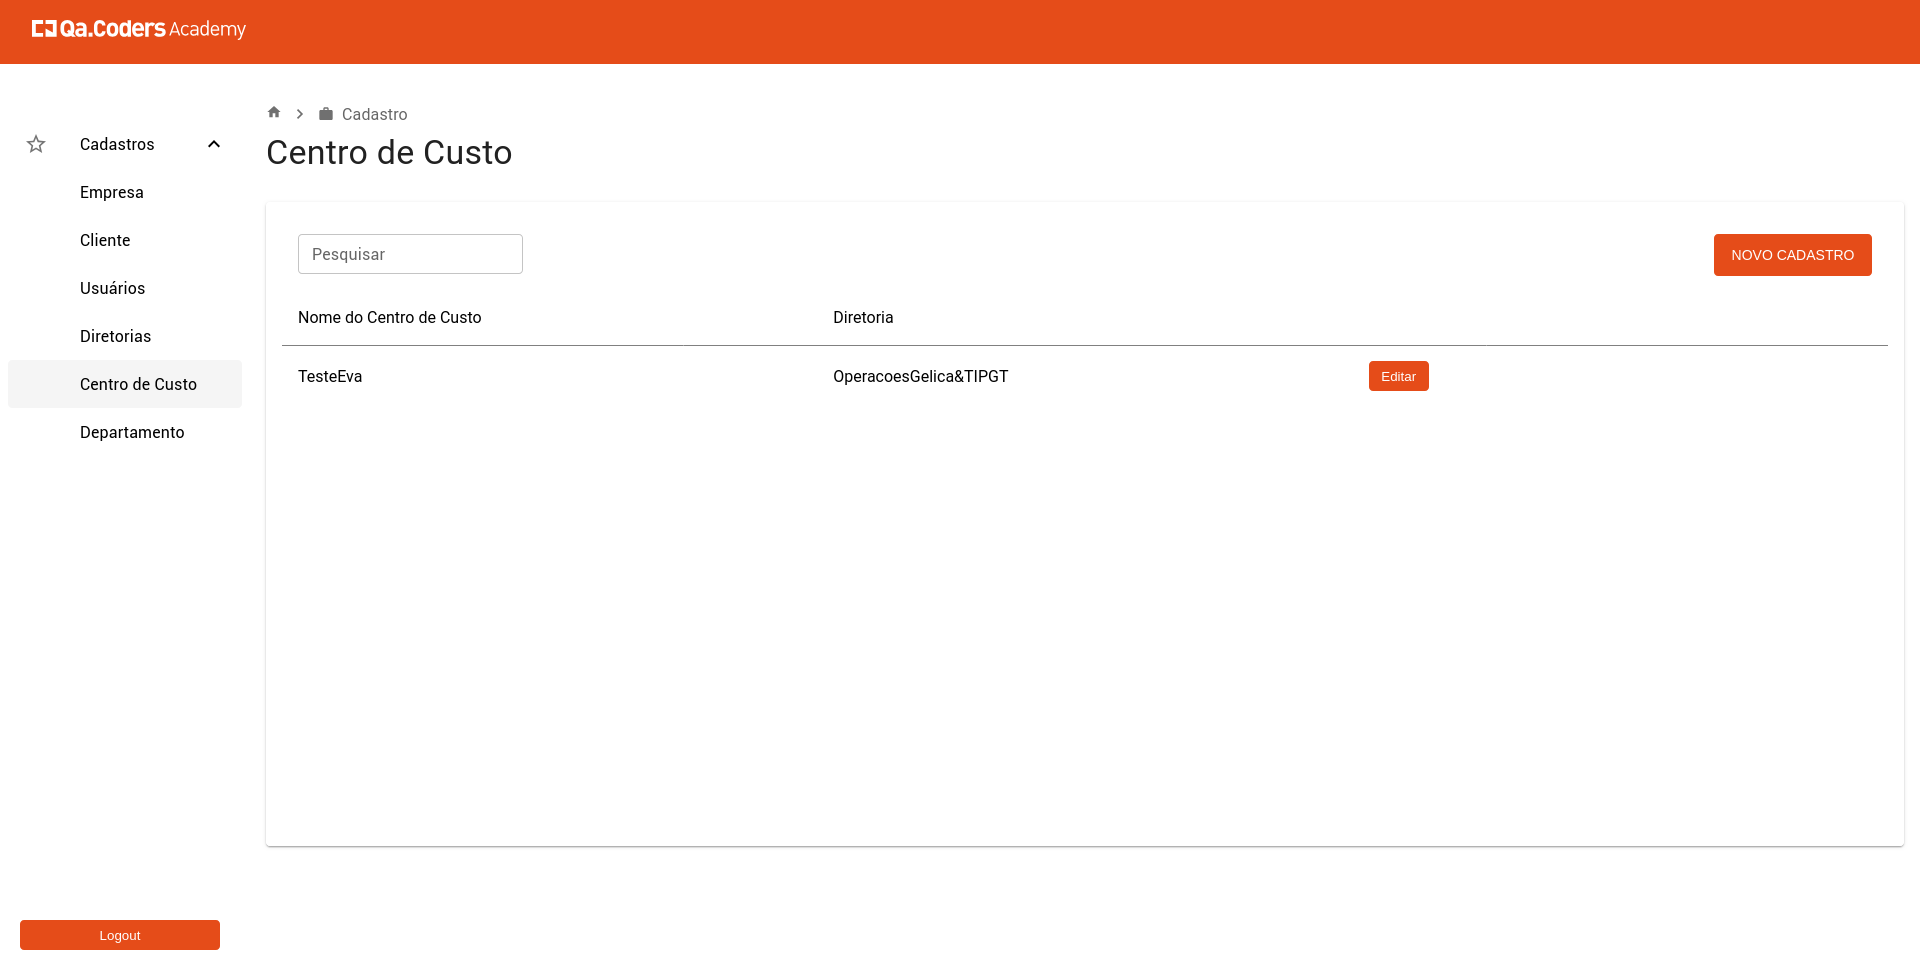 Qa.Coders Academy
Cadastro
Centro de Custo
Cadastros
Empresa
Cliente
Usuários
Diretorias
Centro de Custo
Departamento
Logout
Pesquisar
NOVO CADASTRO
Nome do Centro de Custo Diretoria
TesteEva OperacoesGelica&TIPGT Editar